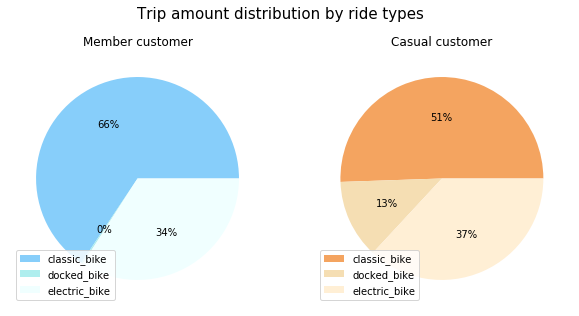 Trip amount distribution by ride types
Member customer
66%
0%
34%
classic_bike
docked_bike
electric_bike
Casual customer
51%
13%
37%
classic_bike
docked_bike
electric_bike